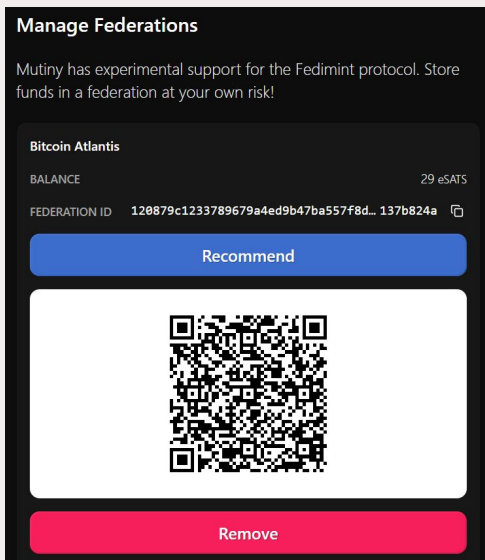 Manage Federations
Mutiny has experimental support for the Fedimint protocol. Store
funds in a federation at your own risk!
Bitcoin Atlantis
BALANCE 29 eSATS
FEDERATION ID 120879c1233789679a4ed9b47ba557f8d… 137b824a
Recommend
Remove